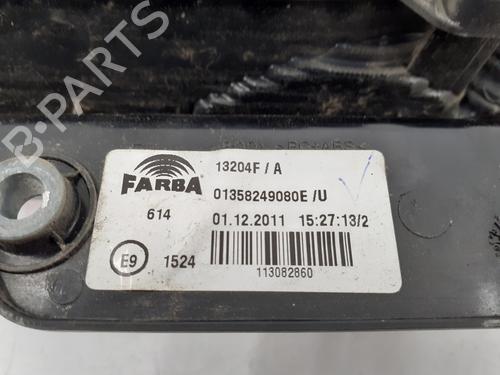 B-Parts
13204F / A
FARBA
01358249080E /U
614
01.12.2011 15:27:13/2
E9 1524
113082860